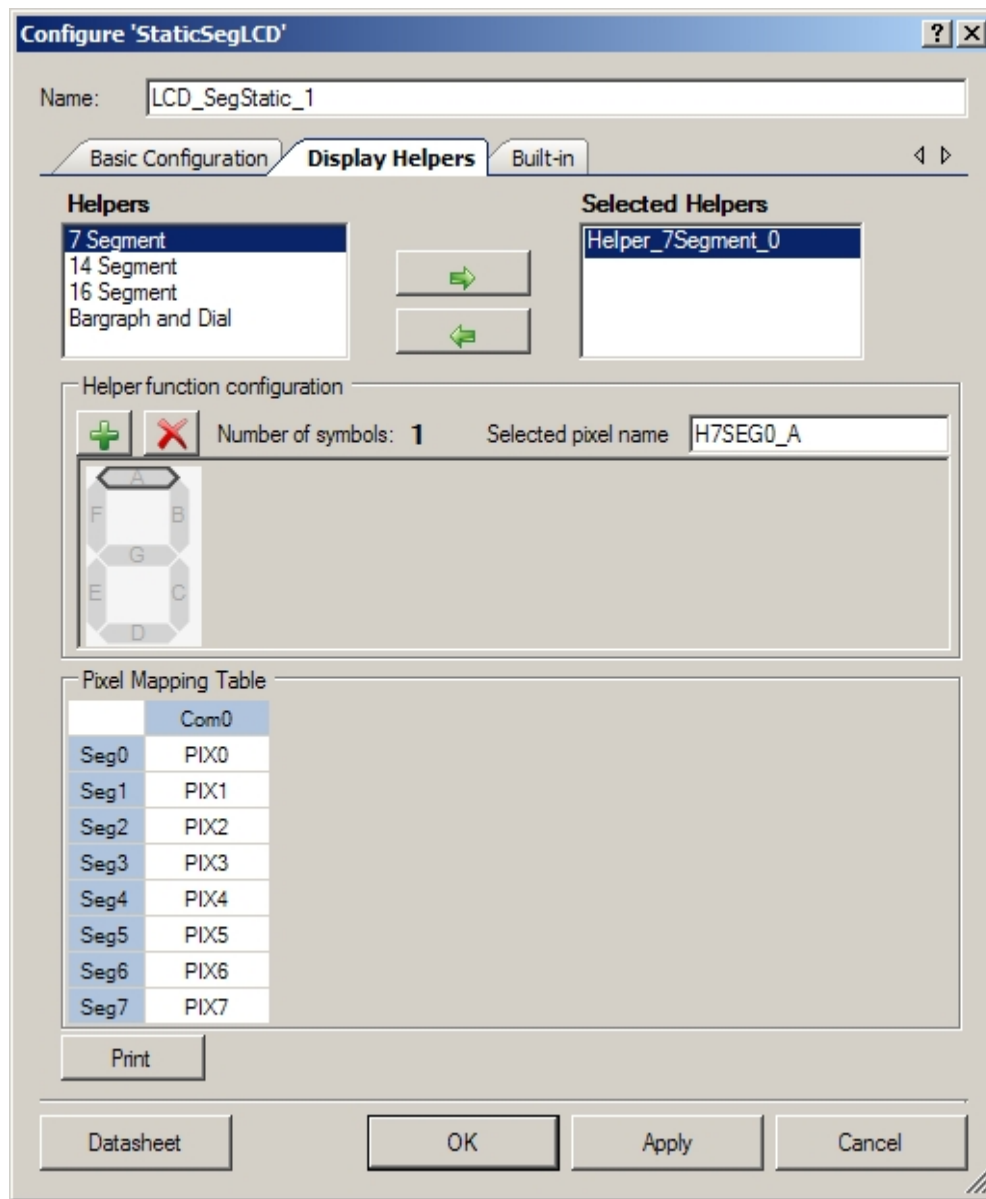 Configure 'StaticSegLCD'
Name: LCD_SegStatic_1
Basic Configuration Display Helpers Built-in
Helpers Selected Helpers
7 Segment Helper_7Segment_0
14 Segment
16 Segment
Bargraph and Dial
Helper function configuration
Number of symbols: 1 Selected pixel name H7SEG0_A
A
F B
G
E C
D
Pixel Mapping Table
Com0
Seg0 PIX0
Seg1 PIX1
Seg2 PIX2
Seg3 PIX3
Seg4 PIX4
Seg5 PIX5
Seg6 PIX6
Seg7 PIX7
Print
Datasheet OK Apply Cancel